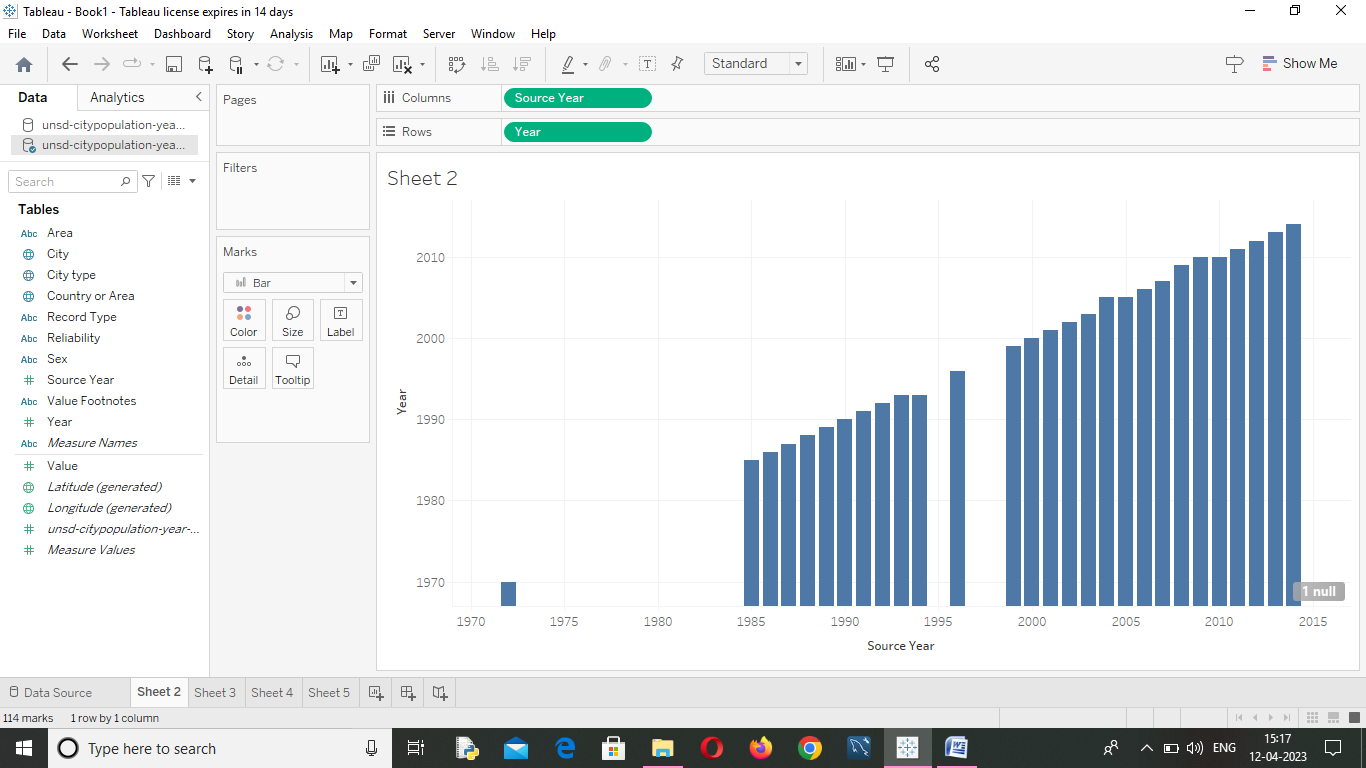 Tableau - Book1 - Tableau license expires in 14 days
File Data Worksheet Dashboard Story Analysis Map Format Server Window Help
Standard
Show Me
Data Analytics
unsd-citypopulation-yea...
unsd-citypopulation-yea...
Search
Tables
Abc Area
City
City type
Country or Area
Abc Record Type
Abc Reliability
Abc Sex
# Source Year
Abc Value Footnotes
# Year
Abc Measure Names
# Value
Latitude (generated)
Longitude (generated)
# unsd-citypopulation-year-...
# Measure Values
Pages
Filters
Marks
Bar
Color Size Label
Detail Tooltip
Columns Source Year
Rows Year
Sheet 2
2010
2000
1990
1980
1970
Year
1 null
1970 1975 1980 1985 1990 1995 2000 2005 2010 2015
Source Year
Data Source Sheet 2 Sheet 3 Sheet 4 Sheet 5
114 marks 1 row by 1 column
Type here to search
ENG
15:17
12-04-2023